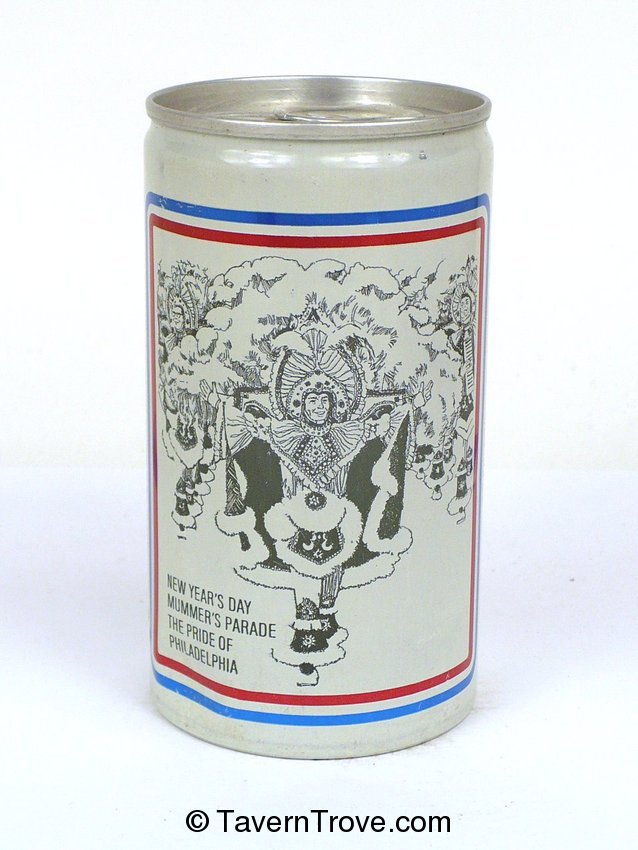 NEW YEAR'S DAY
MUMMER'S PARADE
THE PRIDE OF
PHILADELPHIA
© TavernTrove.com